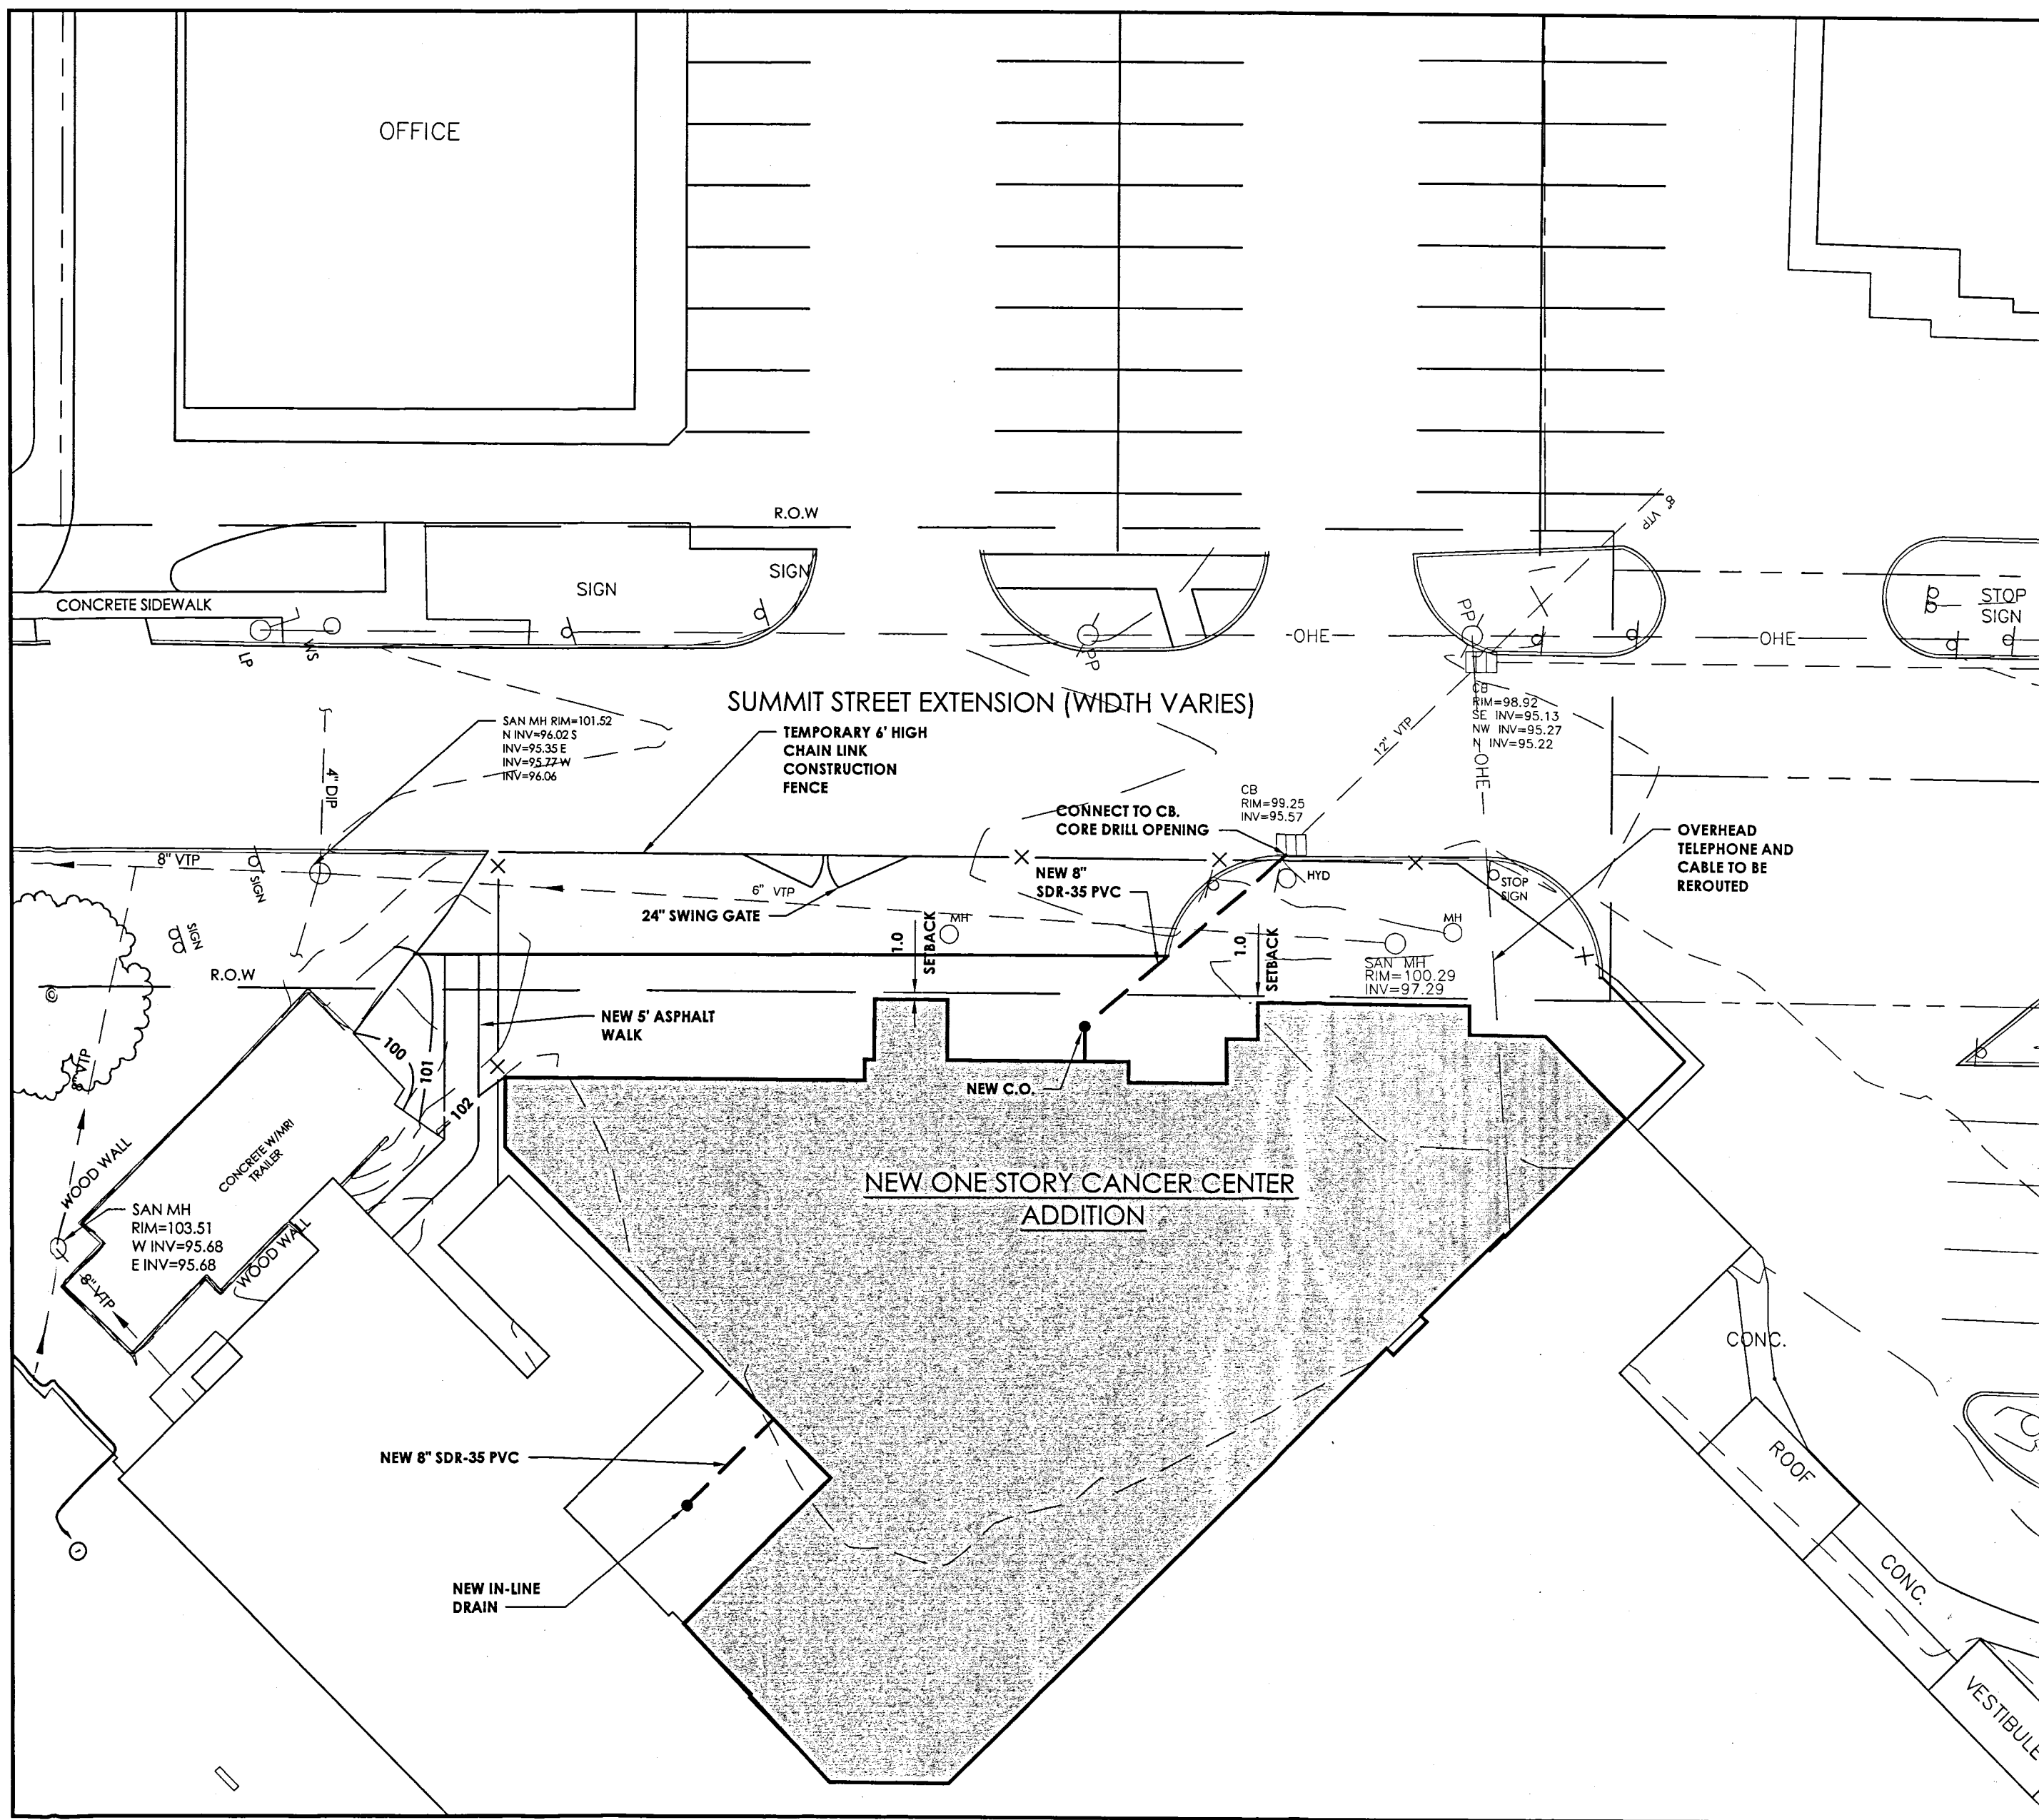 OFFICE
R.O.W
8" VTP
SIGN
SIGN
CONCRETE SIDEWALK
STOP
SIGN
LP
WS
PP
PP
OHE
OHE
SUMMIT STREET EXTENSION (WIDTH VARIES)
CB
RIM=98.92
SE INV=95.13
NW INV=95.27
N INV=95.22
12" VTP
OHE
SAN MH RIM=101.52
N INV=96.02 S
INV=95.35 E
INV=95.77 W
INV=96.06
4" DIP
TEMPORARY 6' HIGH
CHAIN LINK
CONSTRUCTION
FENCE
CB
RIM=99.25
INV=95.57
CONNECT TO CB.
CORE DRILL OPENING
OVERHEAD
TELEPHONE AND
CABLE TO BE
REROUTED
8" VTP
SIGN
6" VTP
NEW 8"
SDR-35 PVC
HYD
STOP
SIGN
24" SWING GATE
MH
MH
1.0
SETBACK
1.0
SETBACK
SIGN
SAN MH
RIM=100.29
INV=97.29
R.O.W
NEW 5' ASPHALT
WALK
100
101
102
8" VTP
NEW C.O.
WOOD WALL
CONCRETE W/MRI
TRAILER
NEW ONE STORY CANCER CENTER
ADDITION
SAN MH
RIM=103.51
W INV=95.68
E INV=95.68
WOOD WALL
8" VTP
CONC.
NEW 8" SDR-35 PVC
ROOF
NEW IN-LINE
DRAIN
CONC.
VESTIBULE